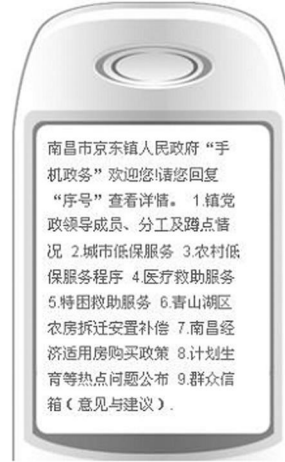 南昌市京东镇人民政府“手
机政务”欢迎您!请您回复
“序号”查看详情。 1.镇党
政领导成员、分工及蹲点情
况 2.城市低保服务 3.农村低
保服务程序 4.医疗救助服务
5.特困救助服务 6.青山湖区
农房拆迁安置补偿 7.南昌经
济适用房购买政策 8.计划生
育等热点问题公布 9.群众信
箱(意见与建议).